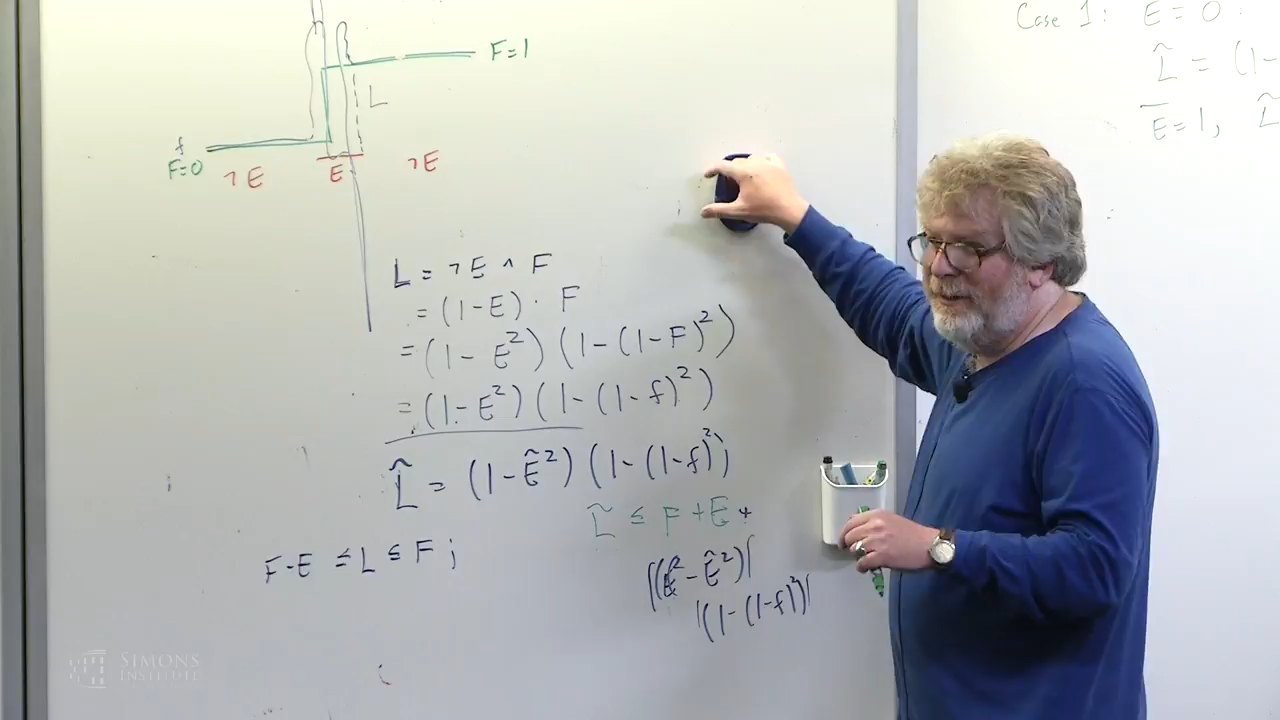 F=1
L
f
F=0
¬E
E
¬E
L = ¬E ∧ F
= (1-E) · F
= (1 - E²) (1-(1-F)²)
= (1-E²) (1-(1-f)²)
L̃ = (1-Ê²) (1-(1-f)²)
L̃ ≤ F+E+
F-E ≤ L ≤ F ;
|(E²-Ê²)|
|(1-(1-f)²)|
Case 1: E=0:
L̃ = (1-
E=1, L̃
SIMONS
INSTITUTE